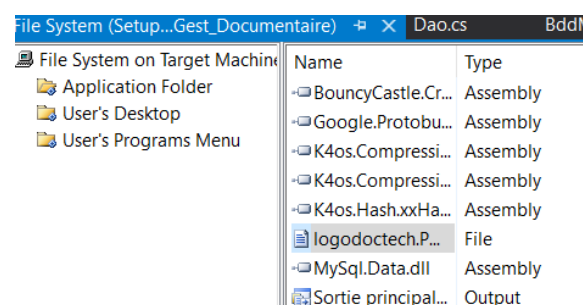 File System (Setup...Gest_Documentaire)
Dao.cs
Bdd
File System on Target Machine
Application Folder
User's Desktop
User's Programs Menu
Name Type
BouncyCastle.Cr... Assembly
Google.Protobu... Assembly
K4os.Compressi... Assembly
K4os.Compressi... Assembly
K4os.Hash.xxHa... Assembly
logodoctech.P... File
MySql.Data.dll Assembly
Sortie principal... Output